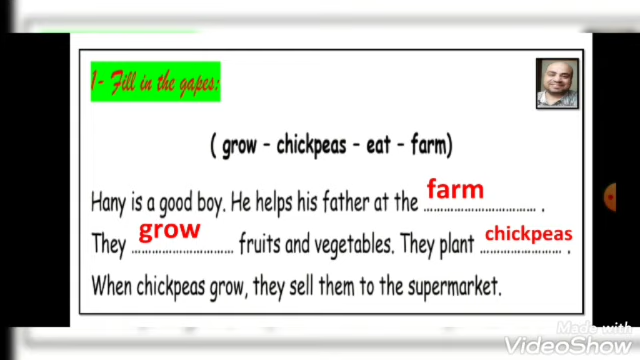 1- Fill in the gapes:
( grow - chickpeas - eat - farm)
Hany is a good boy. He helps his father at the farm .
They grow fruits and vegetables. They plant chickpeas .
When chickpeas grow, they sell them to the supermarket.
Made with
VideoShow